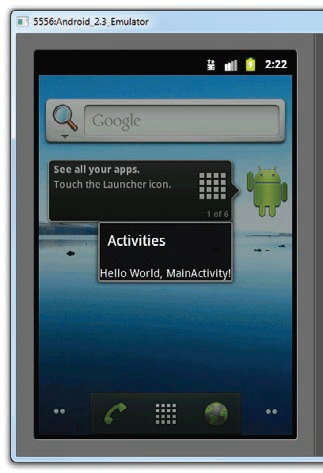 5556:Android_2.3_Emulator
2:22
Google
See all your apps.
Touch the Launcher icon.
1 of 6
Activities
Hello World, MainActivity!